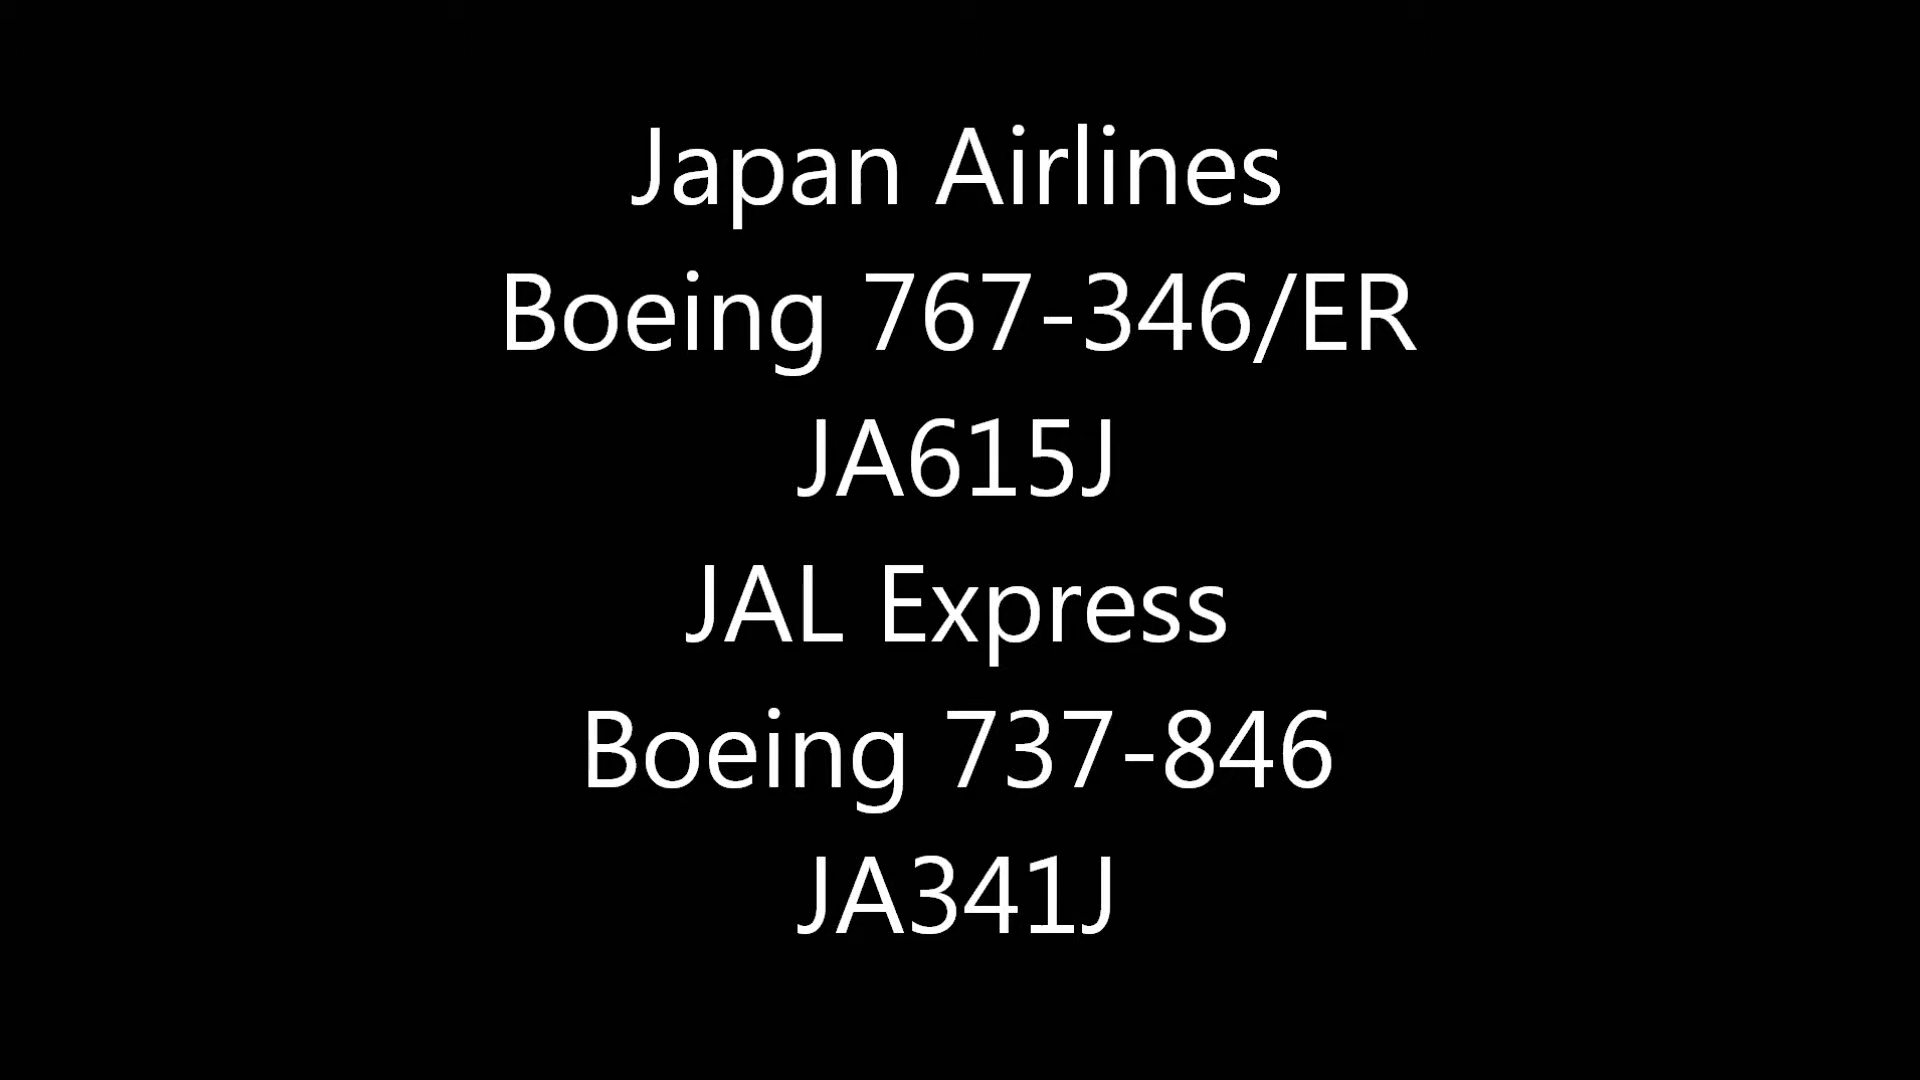 Japan Airlines
Boeing 767-346/ER
JA615J
JAL Express
Boeing 737-846
JA341J